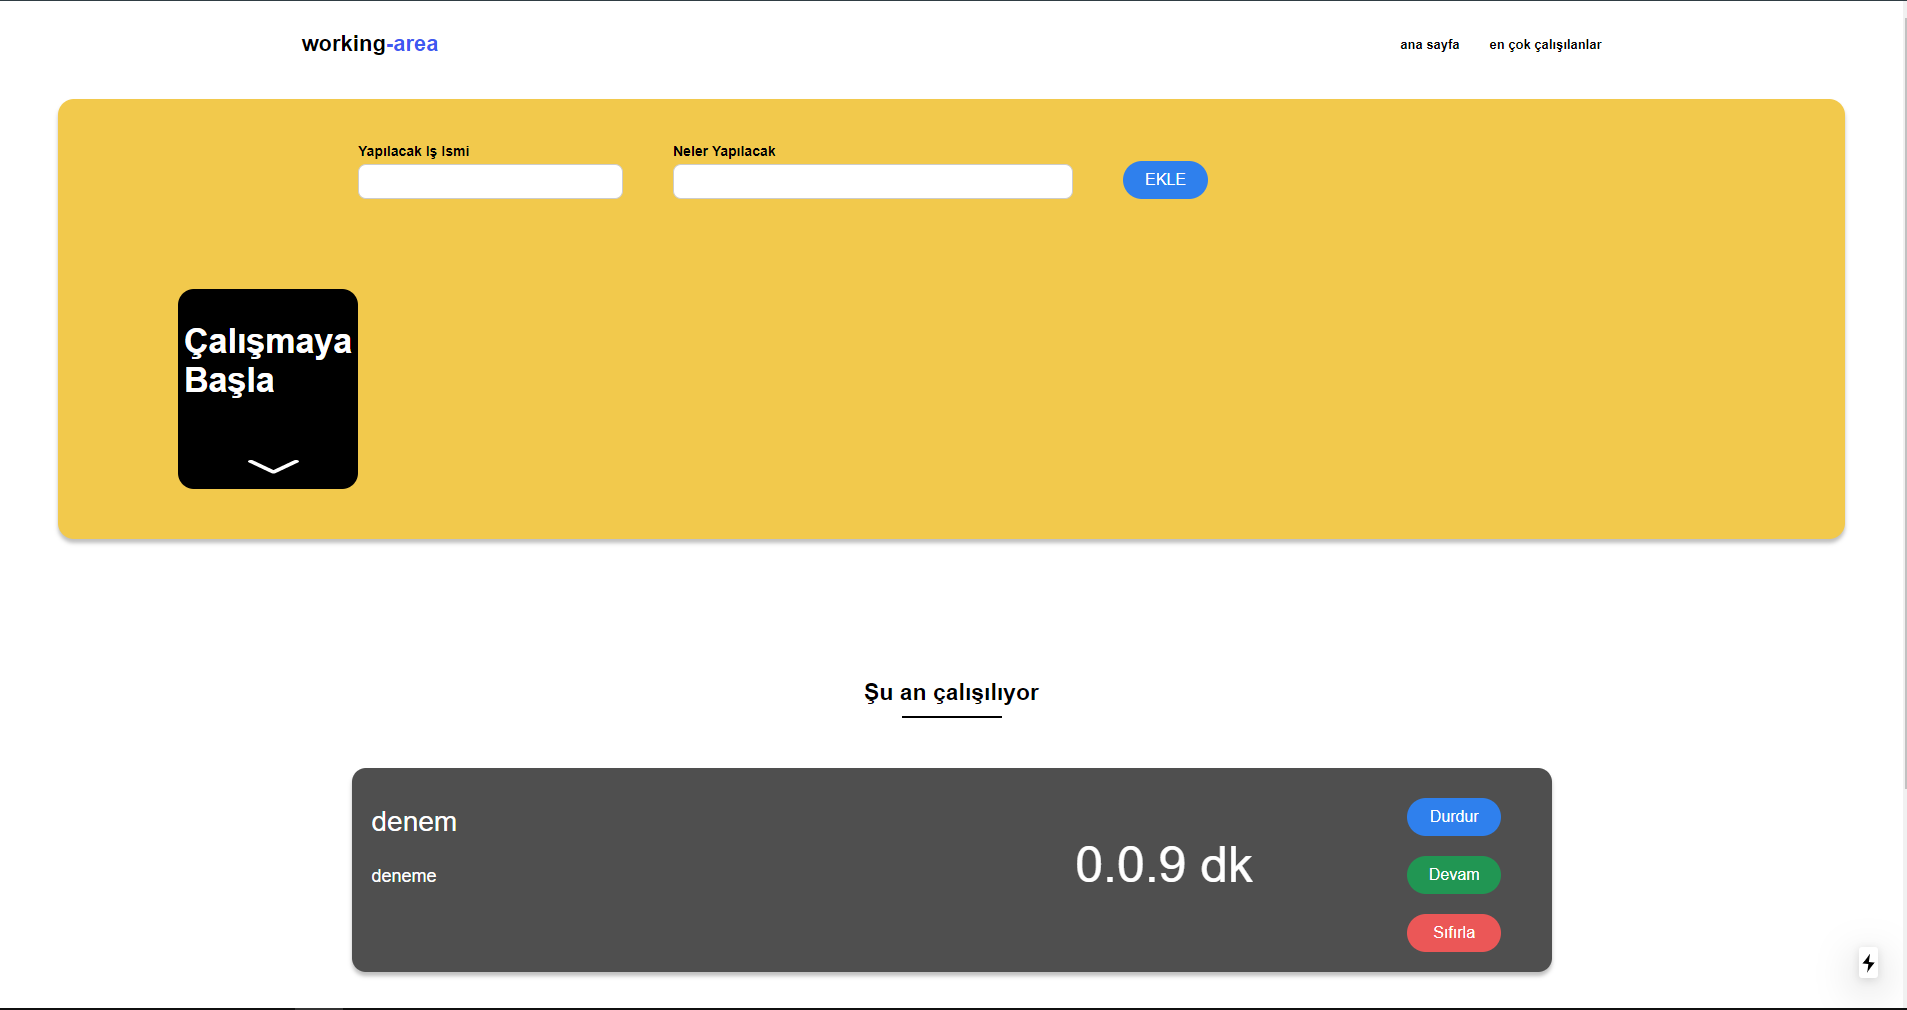 working-area
ana sayfa en çok çalışılanlar
Yapılacak Iş Ismi
Neler Yapılacak
EKLE
Çalışmaya
Başla
Şu an çalışılıyor
denem
deneme
0.0.9 dk
Durdur
Devam
Sıfırla